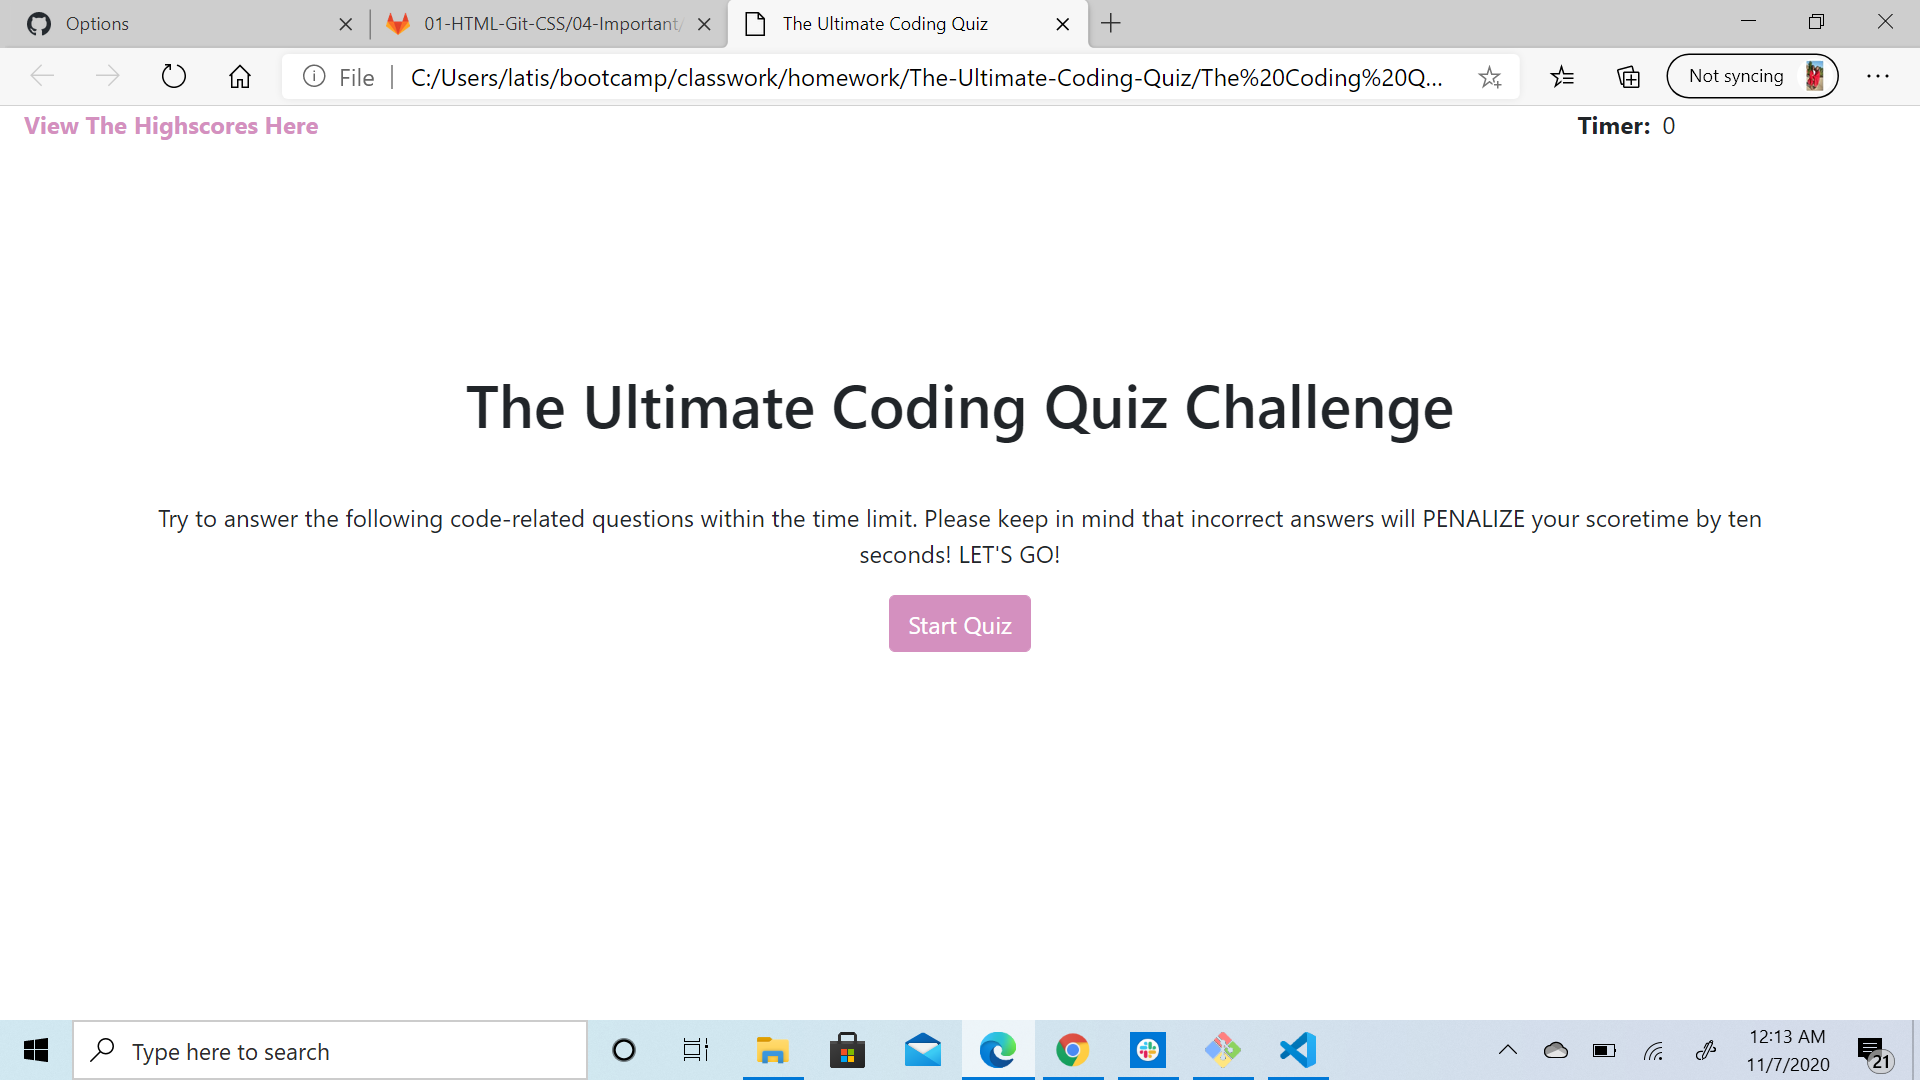 Options
01-HTML-Git-CSS/04-Important/
The Ultimate Coding Quiz
File
C:/Users/latis/bootcamp/classwork/homework/The-Ultimate-Coding-Quiz/The%20Coding%20Q...
Not syncing
View The Highscores Here
Timer: 0
The Ultimate Coding Quiz Challenge
Try to answer the following code-related questions within the time limit. Please keep in mind that incorrect answers will PENALIZE your scoretime by ten
seconds! LET'S GO!
Start Quiz
Type here to search
12:13 AM
11/7/2020
21